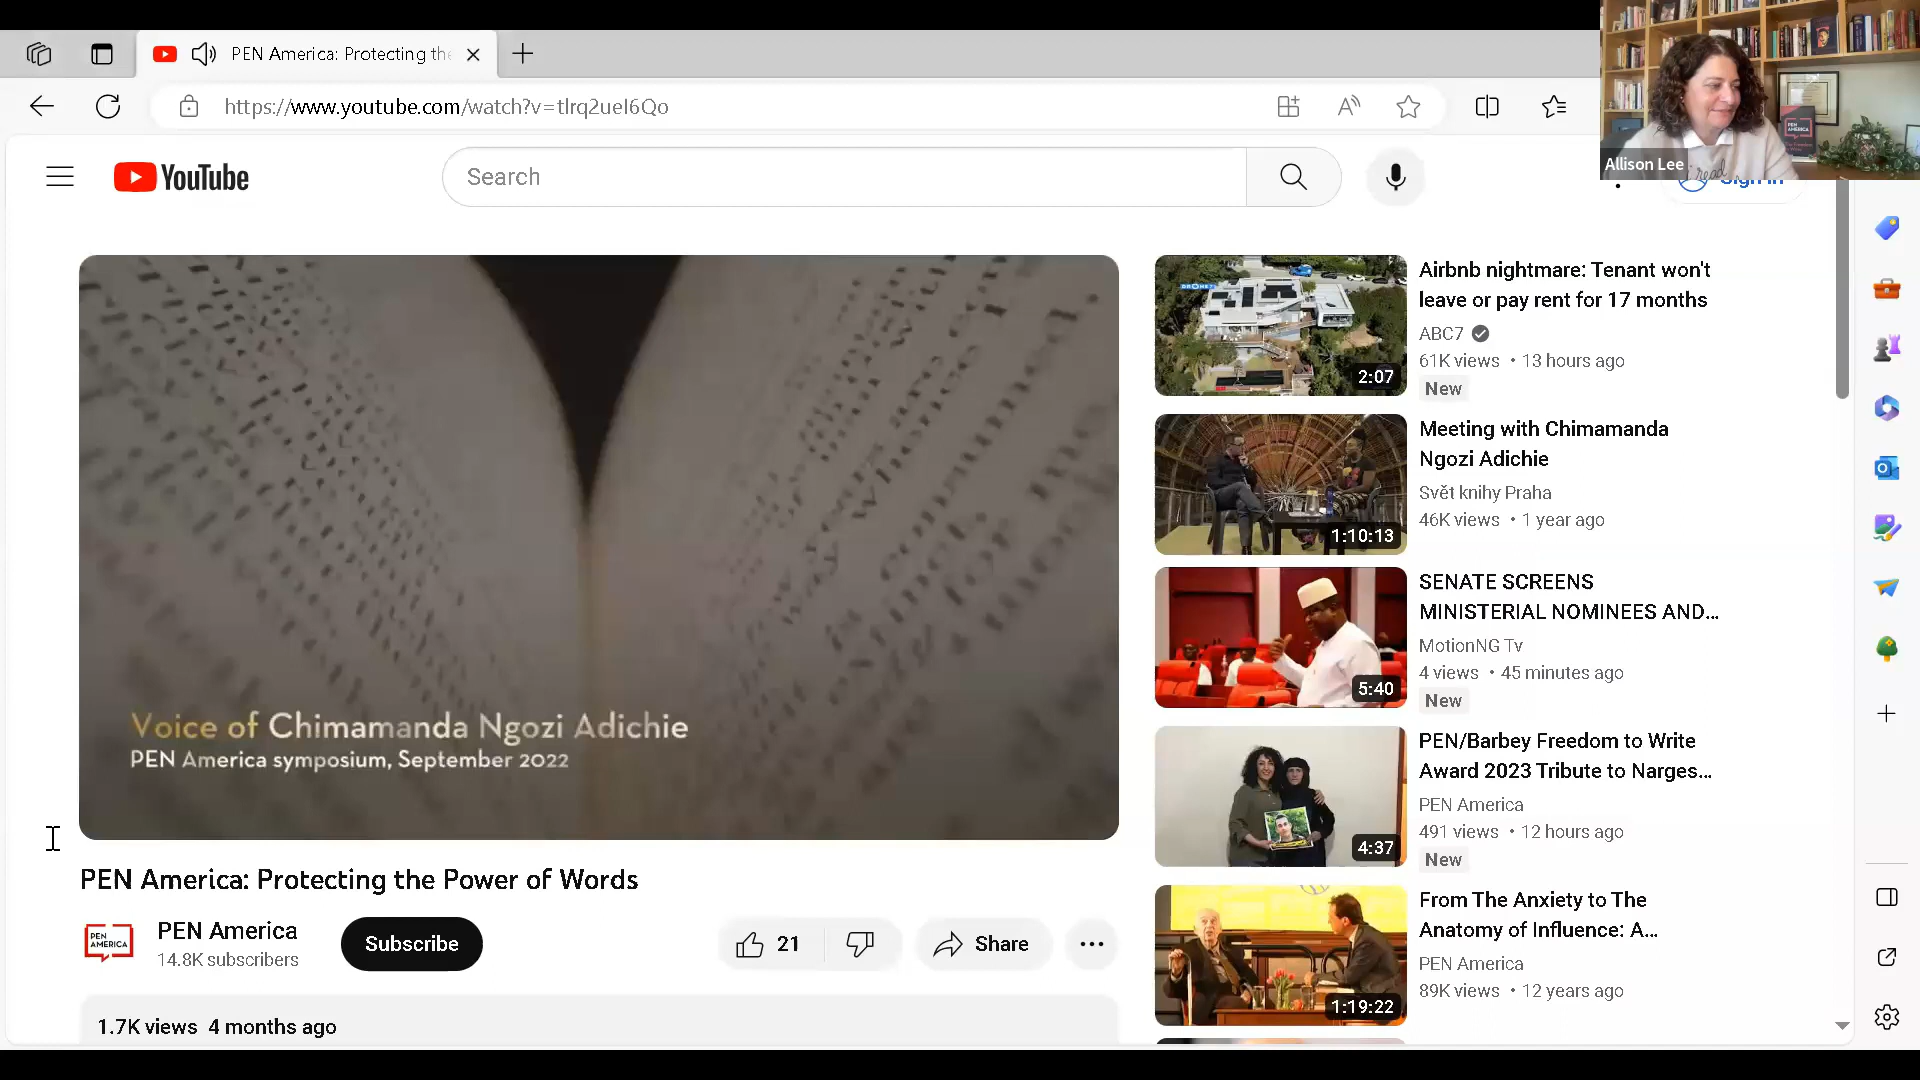 PEN America: Protecting the
https://www.youtube.com/watch?v=tlrq2uel6Qo
Allison Lee
i read
YouTube
Search
Sign in
Voice of Chimamanda Ngozi Adichie
PEN America symposium, September 2022
PEN America: Protecting the Power of Words
PEN AMERICA
PEN America
14.8K subscribers
Subscribe
21
Share
1.7K views 4 months ago
2:07
Airbnb nightmare: Tenant won't
leave or pay rent for 17 months
ABC7
61K views • 13 hours ago
New
1:10:13
Meeting with Chimamanda
Ngozi Adichie
Svět knihy Praha
46K views • 1 year ago
5:40
SENATE SCREENS
MINISTERIAL NOMINEES AND...
MotionNG Tv
4 views • 45 minutes ago
New
4:37
PEN/Barbey Freedom to Write
Award 2023 Tribute to Narges...
PEN America
491 views • 12 hours ago
New
1:19:22
From The Anxiety to The
Anatomy of Influence: A...
PEN America
89K views • 12 years ago